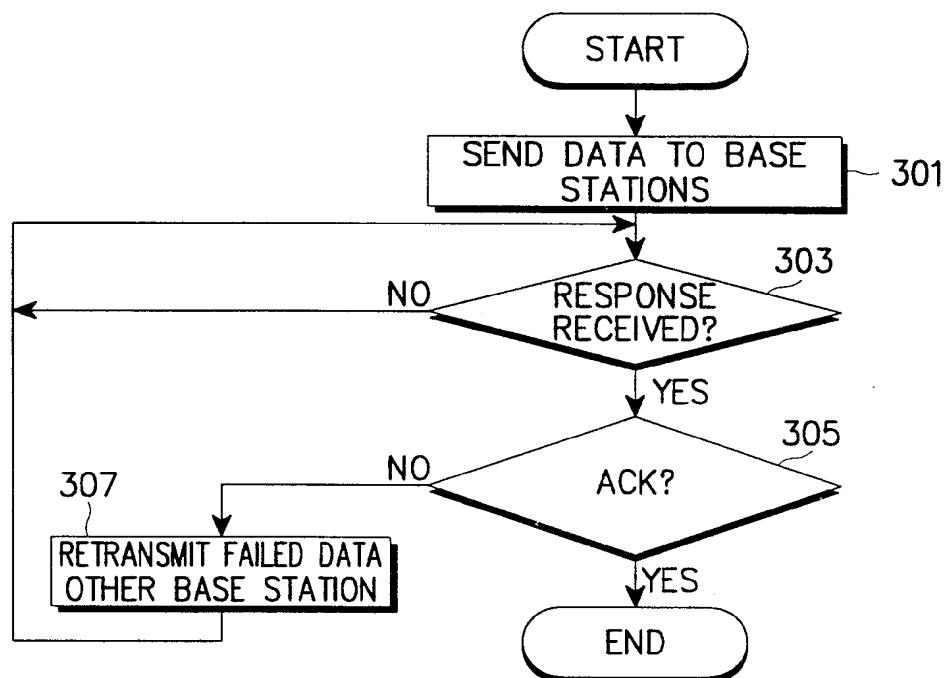 START
SEND DATA TO BASE
STATIONS
301
303
NO
RESPONSE
RECEIVED?
YES
305
NO
ACK?
307
RETRANSMIT FAILED DATA
OTHER BASE STATION
YES
END